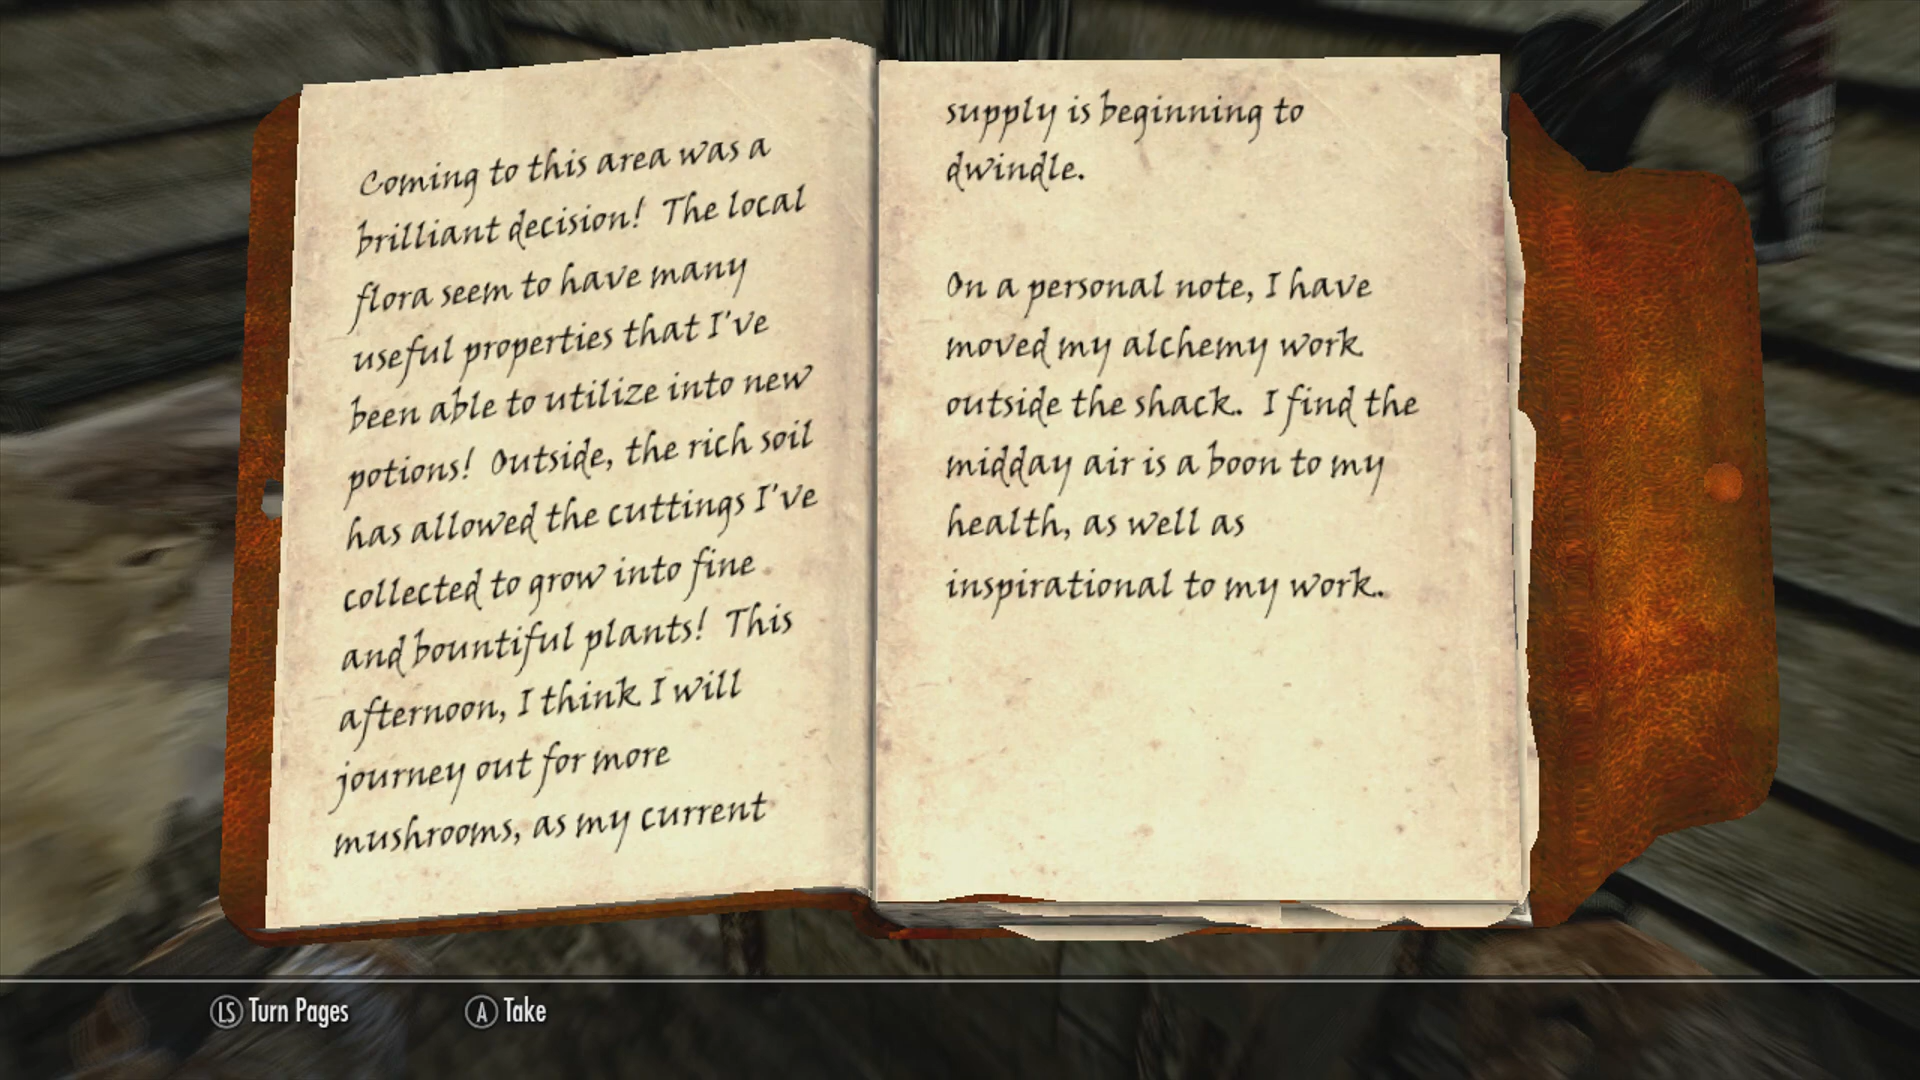 Coming to this area was a
brilliant decision!  The local
flora seem to have many
useful properties that I've
been able to utilize into new
potions!  Outside, the rich soil
has allowed the cuttings I've
collected to grow into fine
and bountiful plants!  This
afternoon, I think I will
journey out for more
mushrooms, as my current
supply is beginning to
dwindle.
On a personal note, I have
moved my alchemy work
outside the shack.  I find the
midday air is a boon to my
health, as well as
inspirational to my work.
LS Turn Pages
A Take